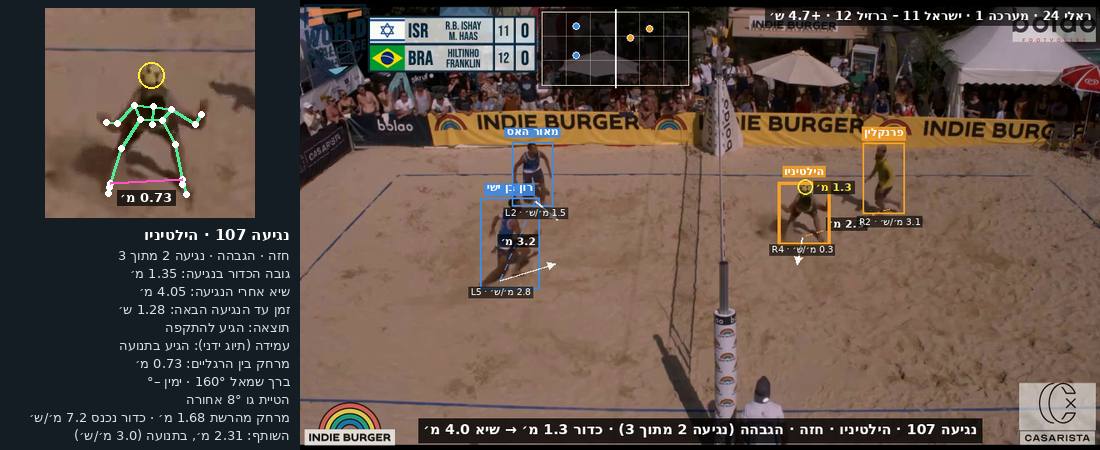 ראלי 24 · מערכה 1 · ישראל 11 – ברזיל 12 · +4.7 ש׳
ISR R.B. ISHAY M. HAAS 11 0
BRA HILTINHO FRANKLIN 12 0
INDIE BURGER
bolao
FOOTVOLLEY
bolao
INDIE BURGER
INDIE BURGER
CASARISTA
bolao
מאור האס
פרנקלין
הילטיניו
רון בן ישי
1.3 מ׳
L2 · 1.5 מ׳/ש׳
R2 · 3.1 מ׳/ש׳
3.2 מ׳
R4 · 0.3 מ׳/ש׳
L5 · 2.8 מ׳/ש׳
0.73 מ׳
נגיעה 107 · הילטיניו
חזה · הגבהה · נגיעה 2 מתוך 3
גובה הכדור בנגיעה: 1.35 מ׳
שיא אחרי הנגיעה: 4.05 מ׳
זמן עד הנגיעה הבאה: 1.28 ש׳
תוצאה: הגיע להתקפה
עמידה (תיוג ידני): הגיע בתנועה
מרחק בין הרגליים: 0.73 מ׳
ברך שמאל 160° · ימין –°
הטיית גו 8° אחורה
מרחק מהרשת 1.68 מ׳ · כדור נכנס 7.2 מ׳/ש׳
השותף: 2.31 מ׳, בתנועה (3.0 מ׳/ש׳)
נגיעה 107 · הילטיניו · חזה · הגבהה (נגיעה 2 מתוך 3) · כדור 1.3 מ׳ → שיא 4.0 מ׳
INDIE BURGER
CASARISTA